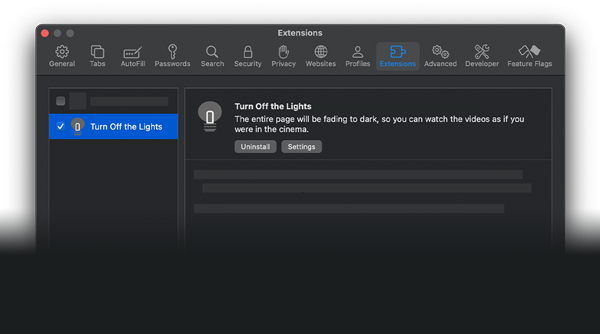 Extensions
General Tabs AutoFill Passwords Search Security Privacy Websites Profiles Extensions Advanced Developer Feature Flags
Turn Off the Lights
Turn Off the Lights
The entire page will be fading to dark, so you can watch the videos as if you
were in the cinema.
Uninstall Settings